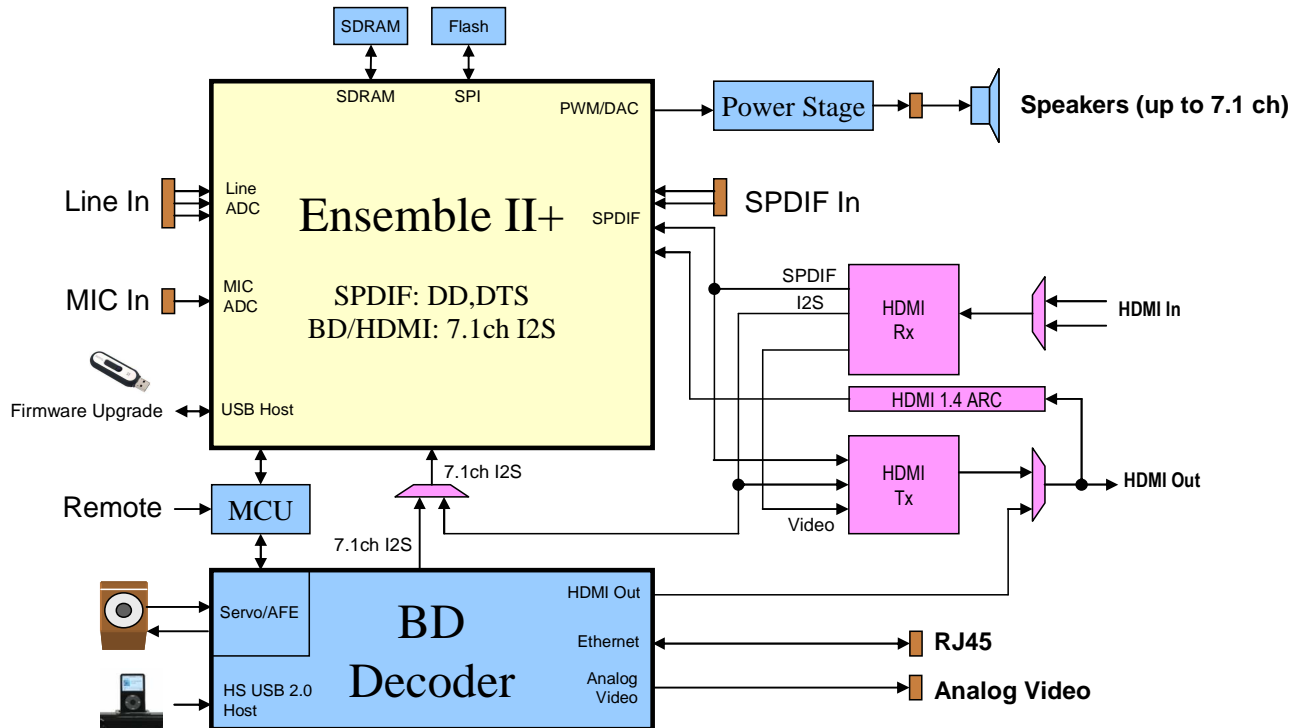 SDRAM
Flash
SDRAM
SPI
PWM/DAC
Power Stage
Speakers (up to 7.1 ch)
Line In
Line
ADC
Ensemble II+
SPDIF
SPDIF In
MIC In
MIC
ADC
SPDIF: DD,DTS
BD/HDMI: 7.1ch I2S
SPDIF
I2S
HDMI
Rx
HDMI In
Firmware Upgrade
USB Host
HDMI 1.4 ARC
7.1ch I2S
HDMI
Tx
HDMI Out
Video
Remote
MCU
7.1ch I2S
Servo/AFE
BD
Decoder
HDMI Out
Ethernet
RJ45
Analog
Video
Analog Video
HS USB 2.0
Host